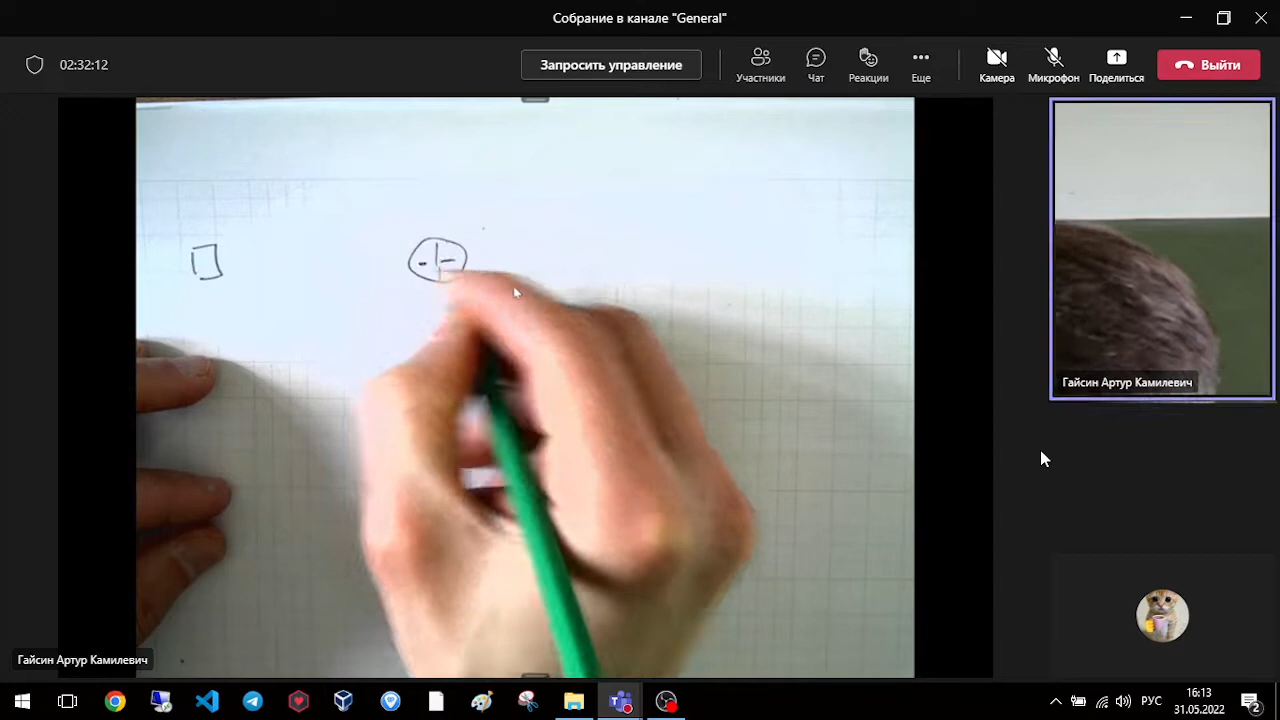 Собрание в канале "General"
02:32:12
Запросить управление
Участники
Чат
Реакции
Еще
Камера
Микрофон
Поделиться
Выйти
Гайсин Артур Камилевич
Гайсин Артур Камилевич
РУС
16:13
31.05.2022
2